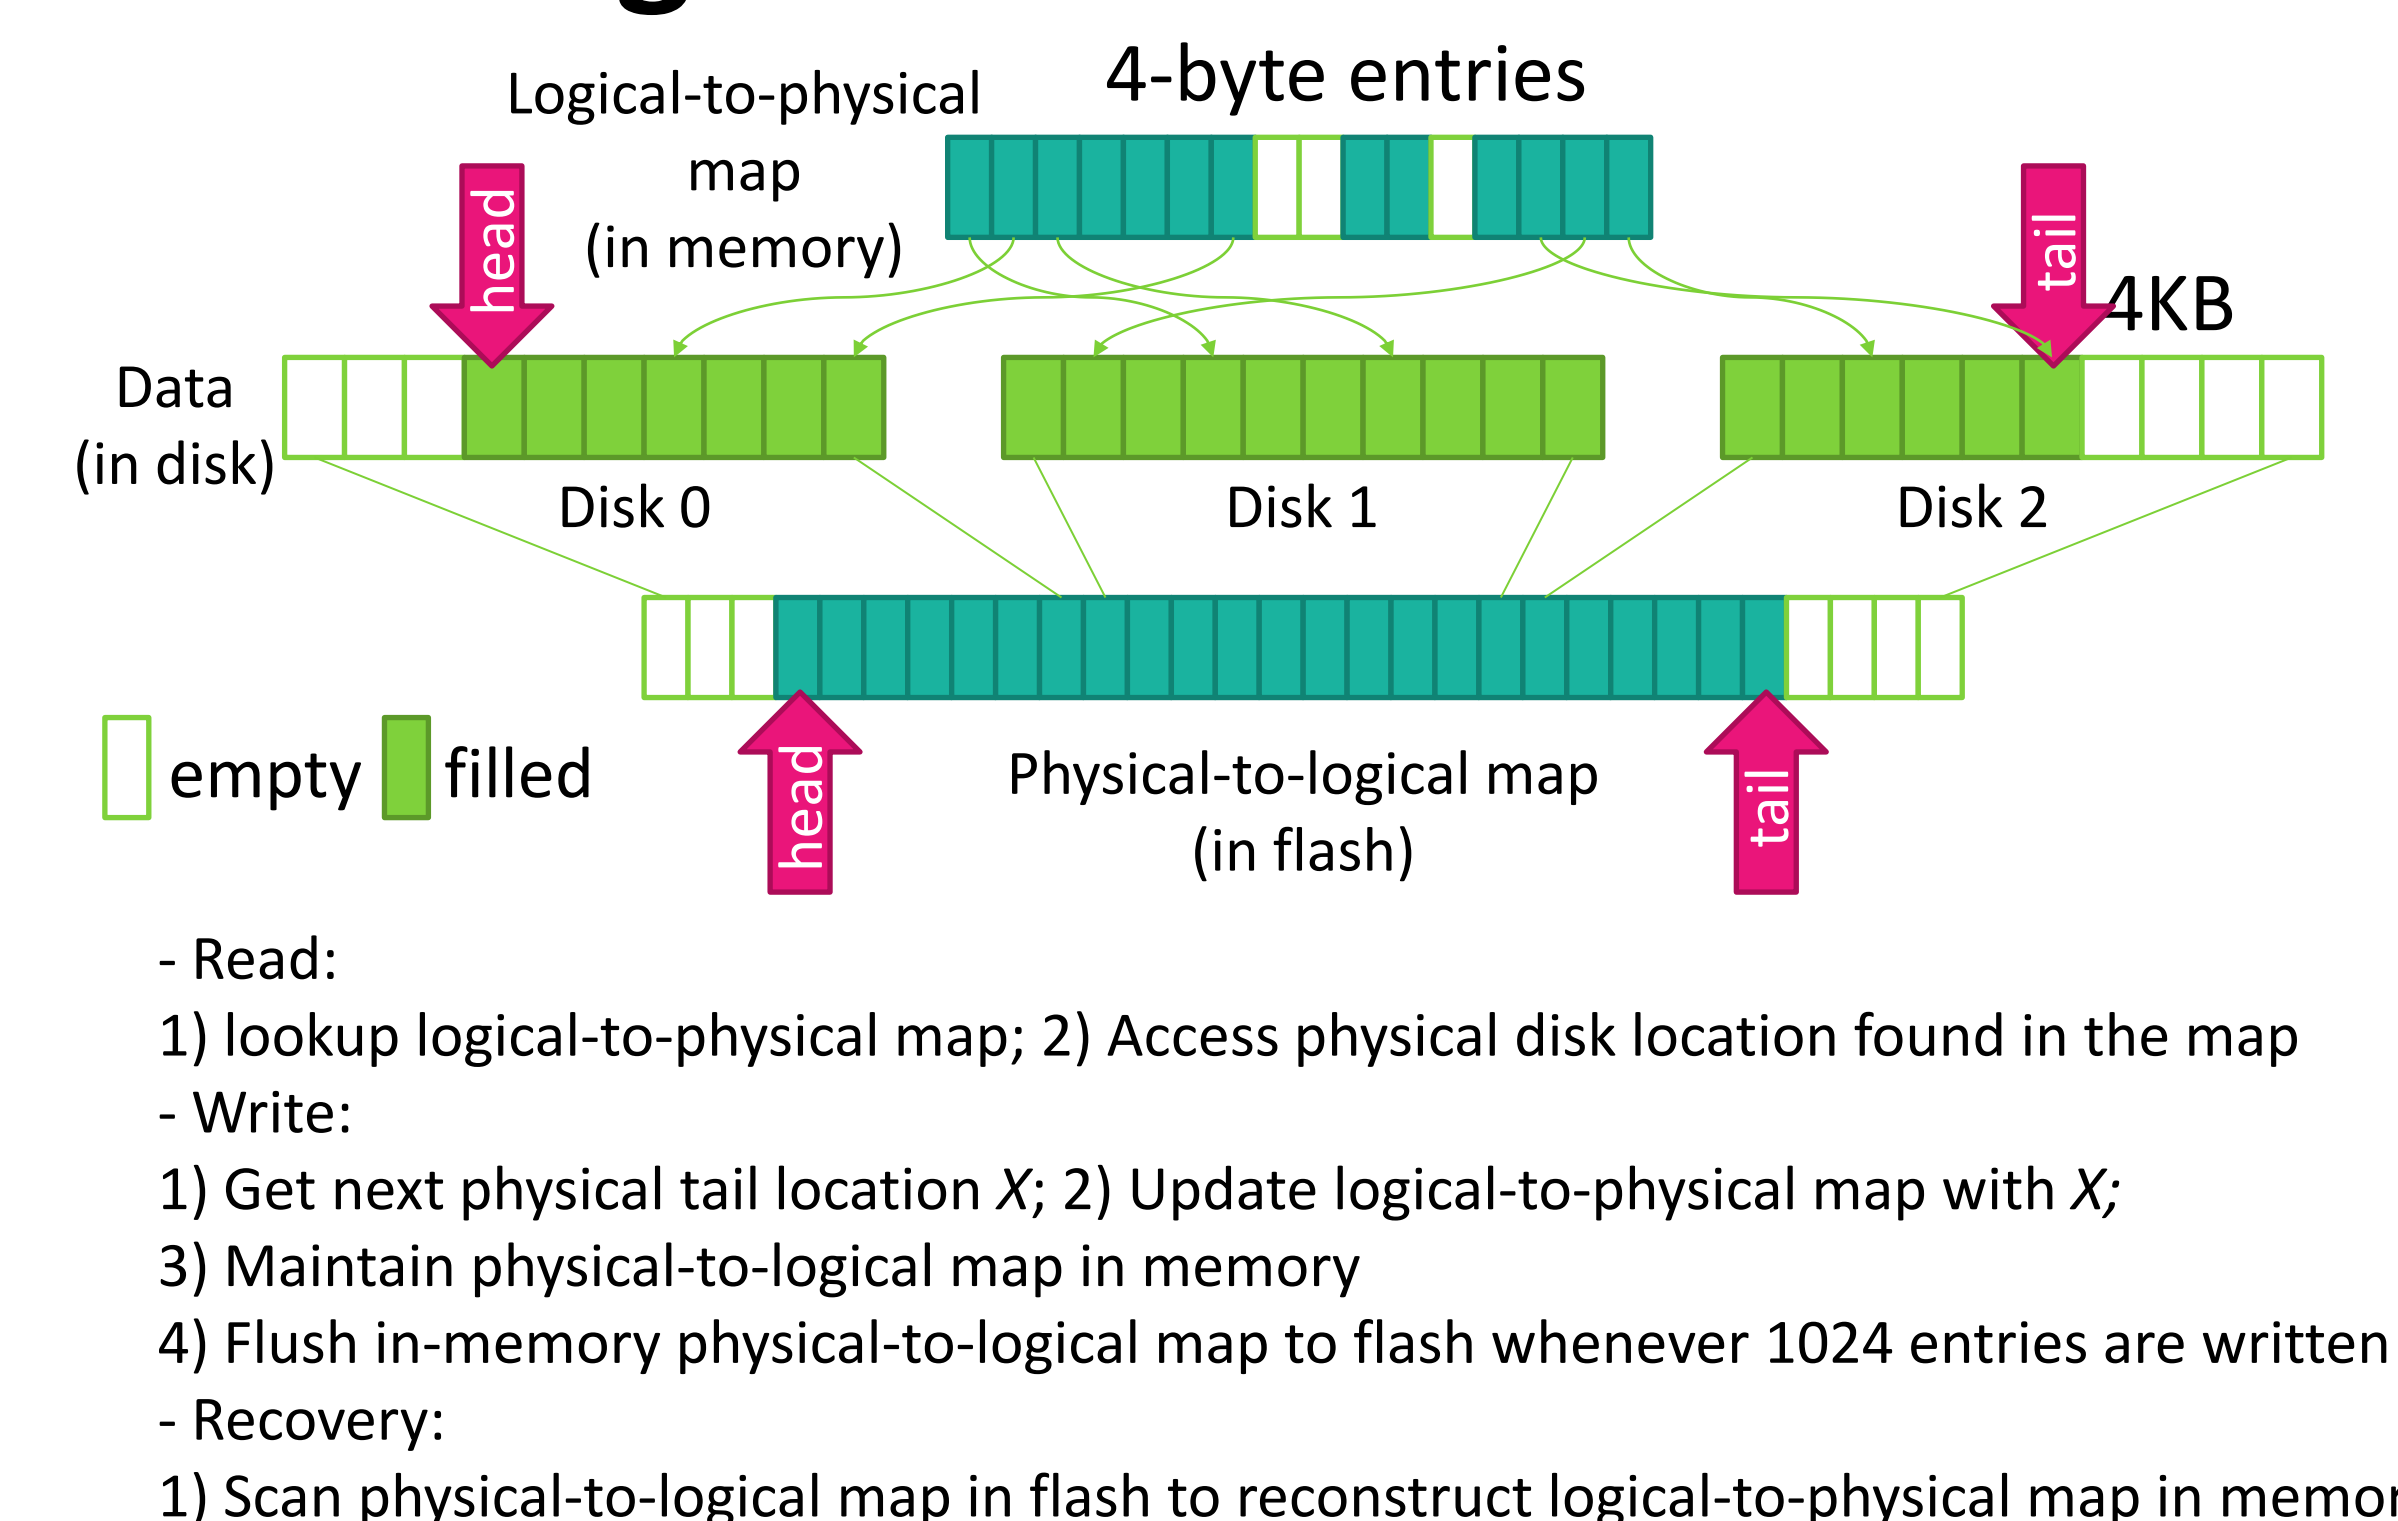 4-byte entries
Logical-to-physical
map
(in memory)
head
tail
4KB
Data
(in disk)
Disk 0
Disk 1
Disk 2
empty
filled
head
Physical-to-logical map
(in flash)
tail
- Read:
1) lookup logical-to-physical map; 2) Access physical disk location found in the map
- Write:
1) Get next physical tail location X; 2) Update logical-to-physical map with X;
3) Maintain physical-to-logical map in memory
4) Flush in-memory physical-to-logical map to flash whenever 1024 entries are written
- Recovery:
1) Scan physical-to-logical map in flash to reconstruct logical-to-physical map in